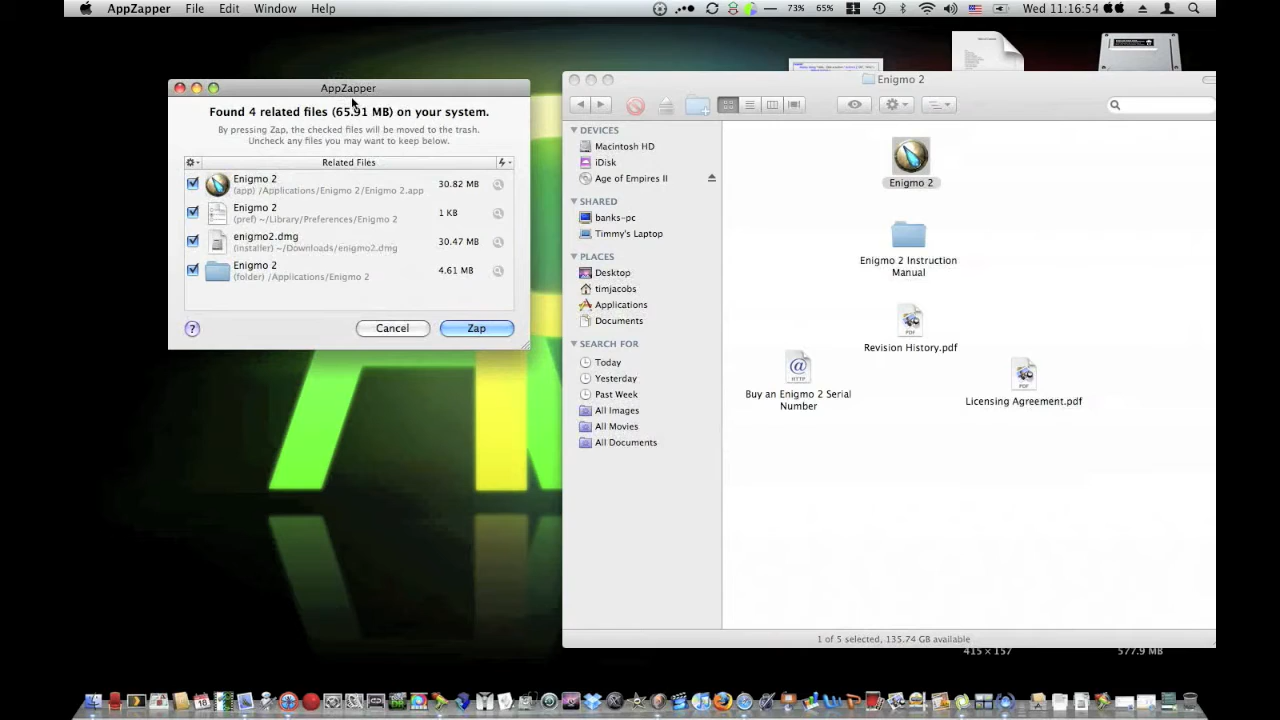 AppZapper File Edit Window Help
73% 65% Wed 11:16:54
AppZapper
Found 4 related files (65.91 MB) on your system.
By pressing Zap, the checked files will be moved to the trash.
Uncheck any files you may want to keep below.
Related Files
Enigmo 2
(app) /Applications/Enigmo 2/Enigmo 2.app
30.82 MB
Enigmo 2
(pref) ~/Library/Preferences/Enigmo 2
1 KB
enigmo2.dmg
(installer) ~/Downloads/enigmo2.dmg
30.47 MB
Enigmo 2
(folder) /Applications/Enigmo 2
4.61 MB
?
Cancel
Zap
Enigmo 2
DEVICES
Macintosh HD
iDisk
Age of Empires II
SHARED
banks-pc
Timmy's Laptop
PLACES
Desktop
timjacobs
Applications
Documents
SEARCH FOR
Today
Yesterday
Past Week
All Images
All Movies
All Documents
Enigmo 2
Enigmo 2 Instruction
Manual
PDF
Revision History.pdf
HTTP
Buy an Enigmo 2 Serial
Number
PDF
Licensing Agreement.pdf
1 of 5 selected, 135.74 GB available
415 × 157
577.9 MB